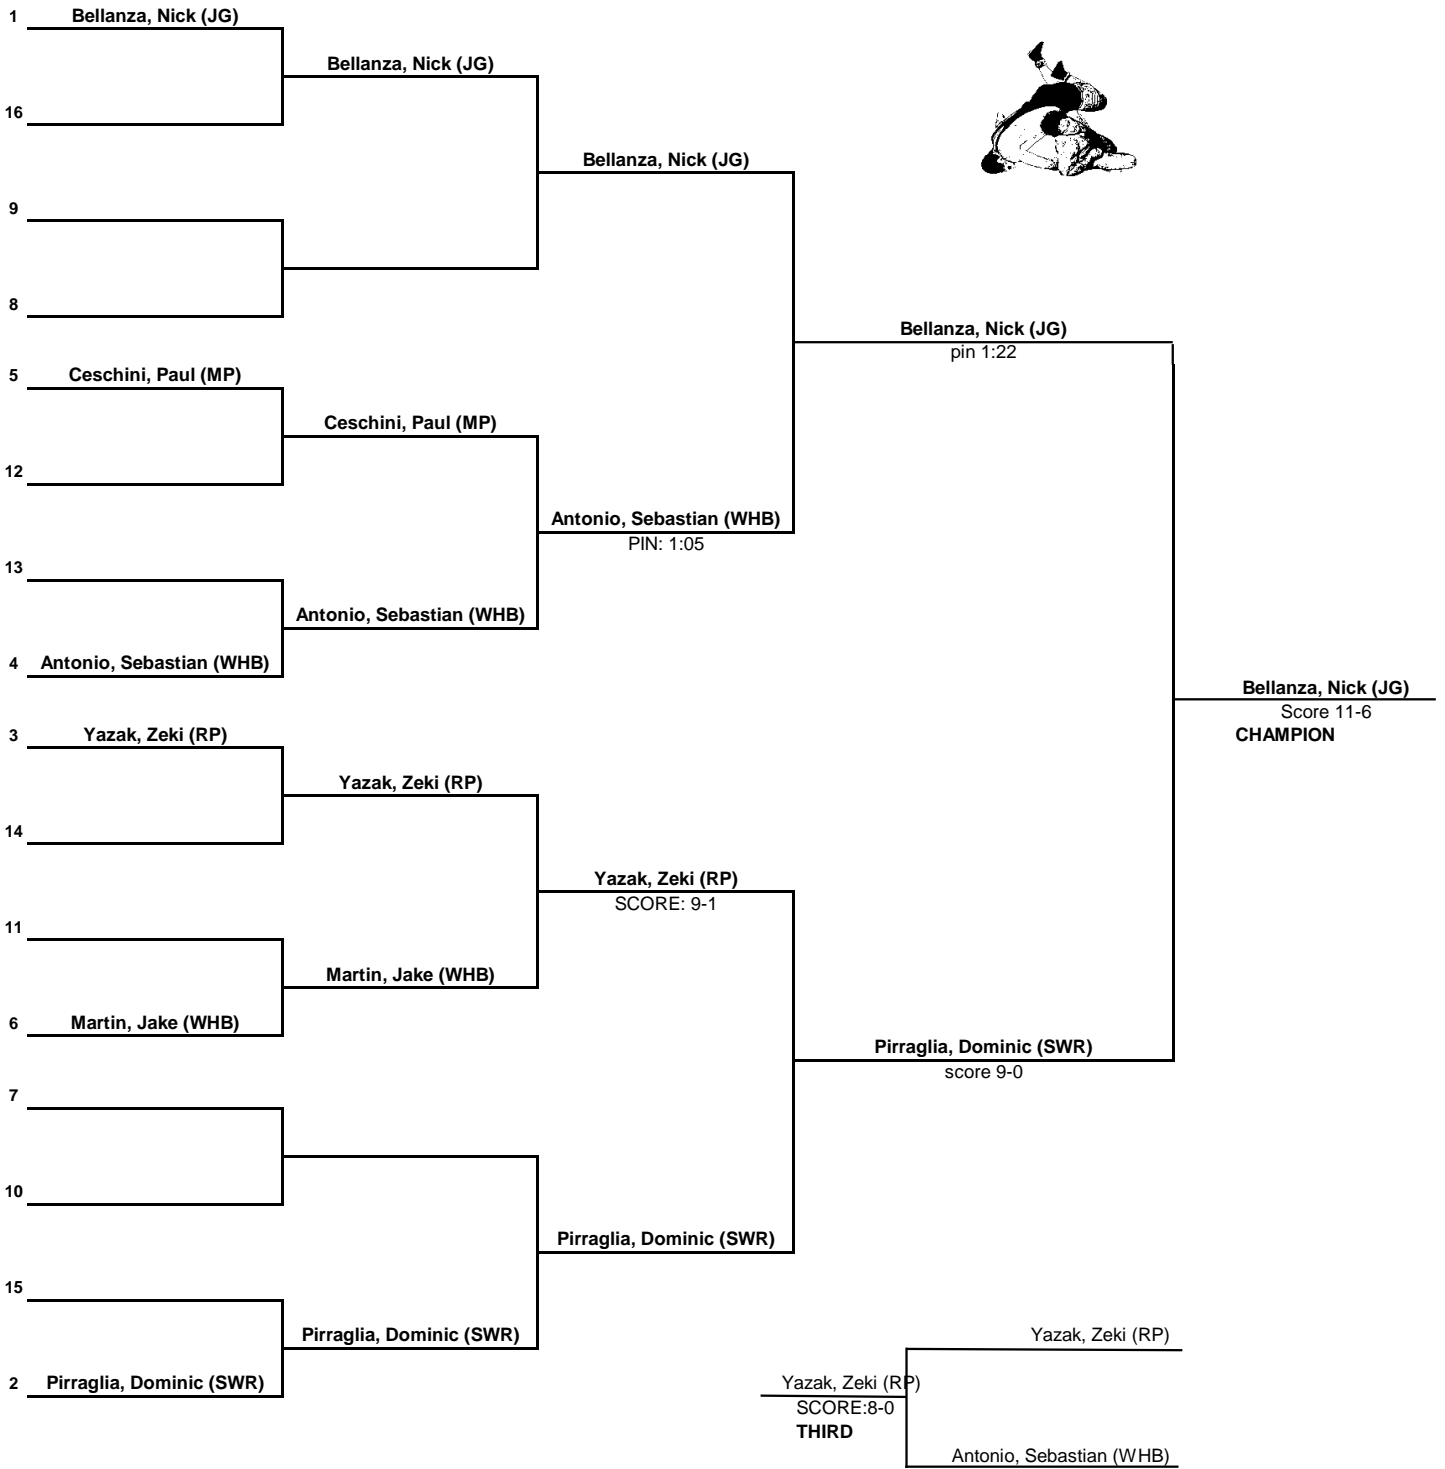 1 Bellanza, Nick (JG)
Bellanza, Nick (JG)
16
Bellanza, Nick (JG)
9
8
Bellanza, Nick (JG)
pin 1:22
5 Ceschini, Paul (MP)
Ceschini, Paul (MP)
12
Antonio, Sebastian (WHB)
PIN: 1:05
13
Antonio, Sebastian (WHB)
4 Antonio, Sebastian (WHB)
Bellanza, Nick (JG)
Score 11-6
CHAMPION
3 Yazak, Zeki (RP)
Yazak, Zeki (RP)
14
Yazak, Zeki (RP)
SCORE: 9-1
11
Martin, Jake (WHB)
6 Martin, Jake (WHB)
Pirraglia, Dominic (SWR)
score 9-0
7
10
Pirraglia, Dominic (SWR)
15
Pirraglia, Dominic (SWR)
2 Pirraglia, Dominic (SWR)
Yazak, Zeki (RP)
Yazak, Zeki (RP)
SCORE:8-0
THIRD
Antonio, Sebastian (WHB)